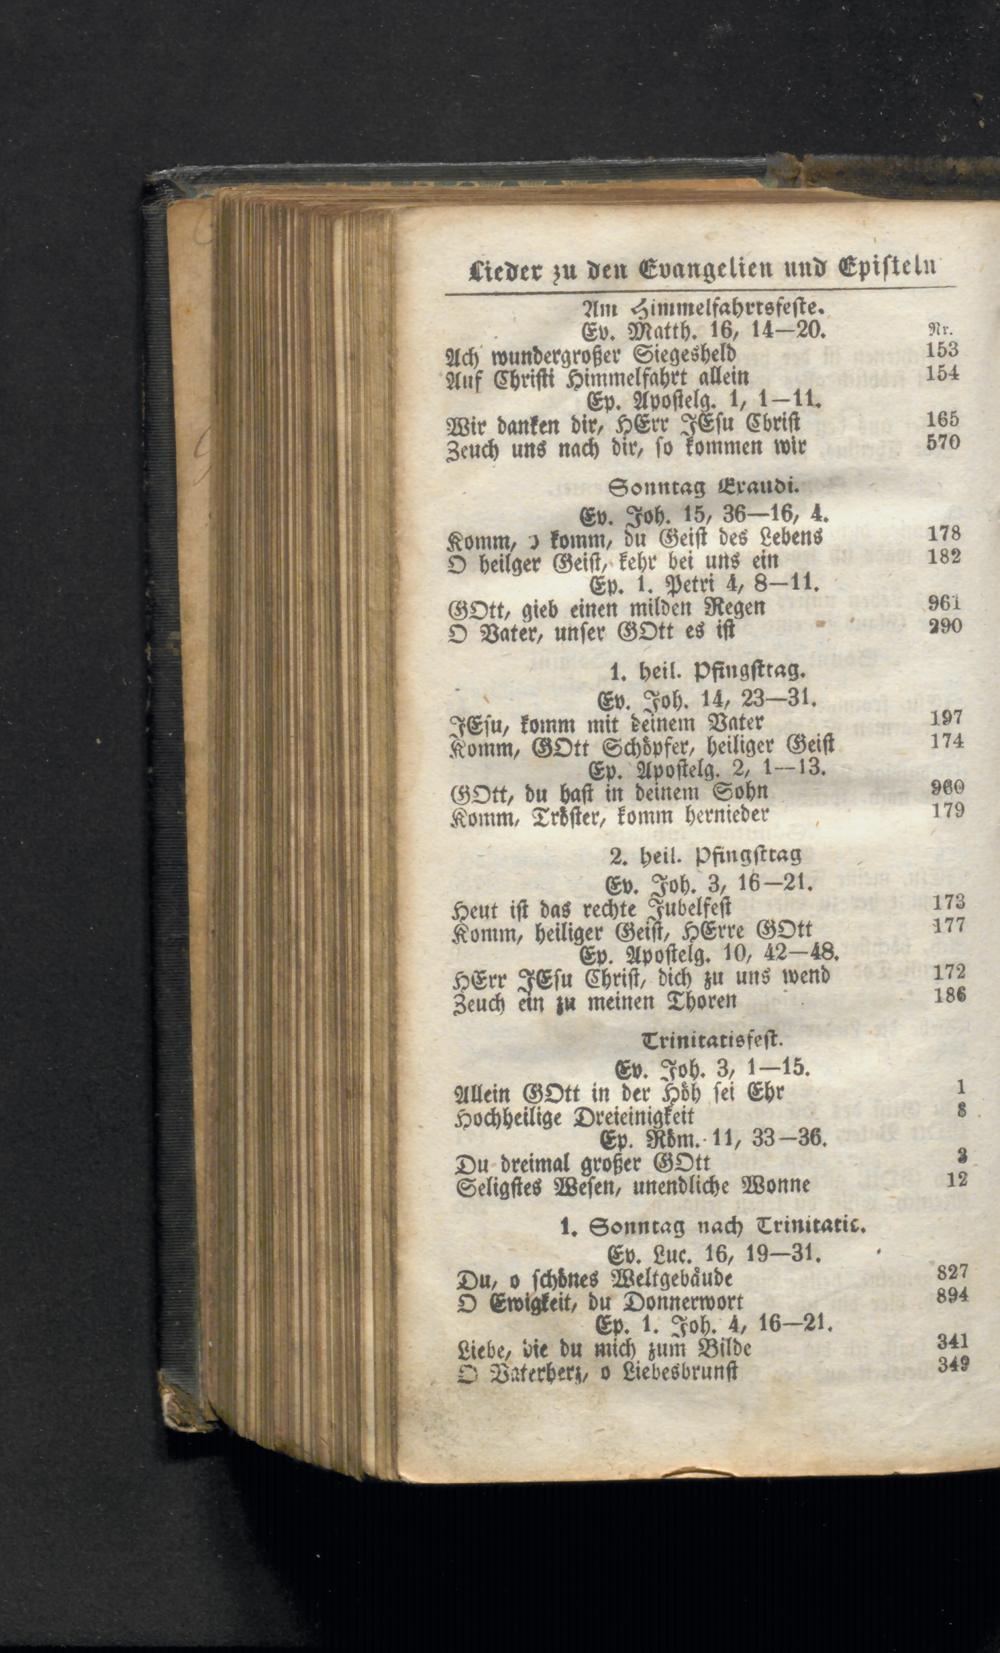 Lieder zu den Evangelien und Episteln
Am Himmelfahrtsfeste.
Ev. Matth. 16, 14—20. Nr.
Ach wundergroßer Siegesheld 153
Auf Christi Himmelfahrt allein 154
Ep. Apostelg. 1, 1—11.
Wir danken dir, HErr JEsu Christ 165
Zeuch uns nach dir, so kommen wir 570
Sonntag Exaudi.
Ev. Joh. 15, 36—16, 4.
Komm, o komm, du Geist des Lebens 178
O heilger Geist, kehr bei uns ein 182
Ep. 1. Petri 4, 8—11.
GOtt, gieb einen milden Regen 961
O Vater, unser GOtt es ist 290
1. heil. Pfingsttag.
Ev. Joh. 14, 23—31.
JEsu, komm mit deinem Vater 197
Komm, GOtt Schöpfer, heiliger Geist 174
Ep. Apostelg. 2, 1—13.
GOtt, du hast in deinem Sohn 960
Komm, Tröster, komm hernieder 179
2. heil. Pfingsttag
Ev. Joh. 3, 16—21.
Heut ist das rechte Jubelfest 173
Komm, heiliger Geist, HErre GOtt 177
Ep. Apostelg. 10, 42—48.
HErr JEsu Christ, dich zu uns wend 172
Zeuch ein zu meinen Thoren 186
Trinitatisfest.
Ev. Joh. 3, 1—15.
Allein GOtt in der Höh sei Ehr 1
Hochheilige Dreieinigkeit 8
Ep. Röm. 11, 33—36.
Du dreimal großer GOtt 3
Seligstes Wesen, unendliche Wonne 12
1. Sonntag nach Trinitatis.
Ev. Luc. 16, 19—31.
Du, o schönes Weltgebäude 827
O Ewigkeit, du Donnerwort 894
Ep. 1. Joh. 4, 16—21.
Liebe, die du mich zum Bilde 341
O Vaterherz, o Liebesbrunst 349